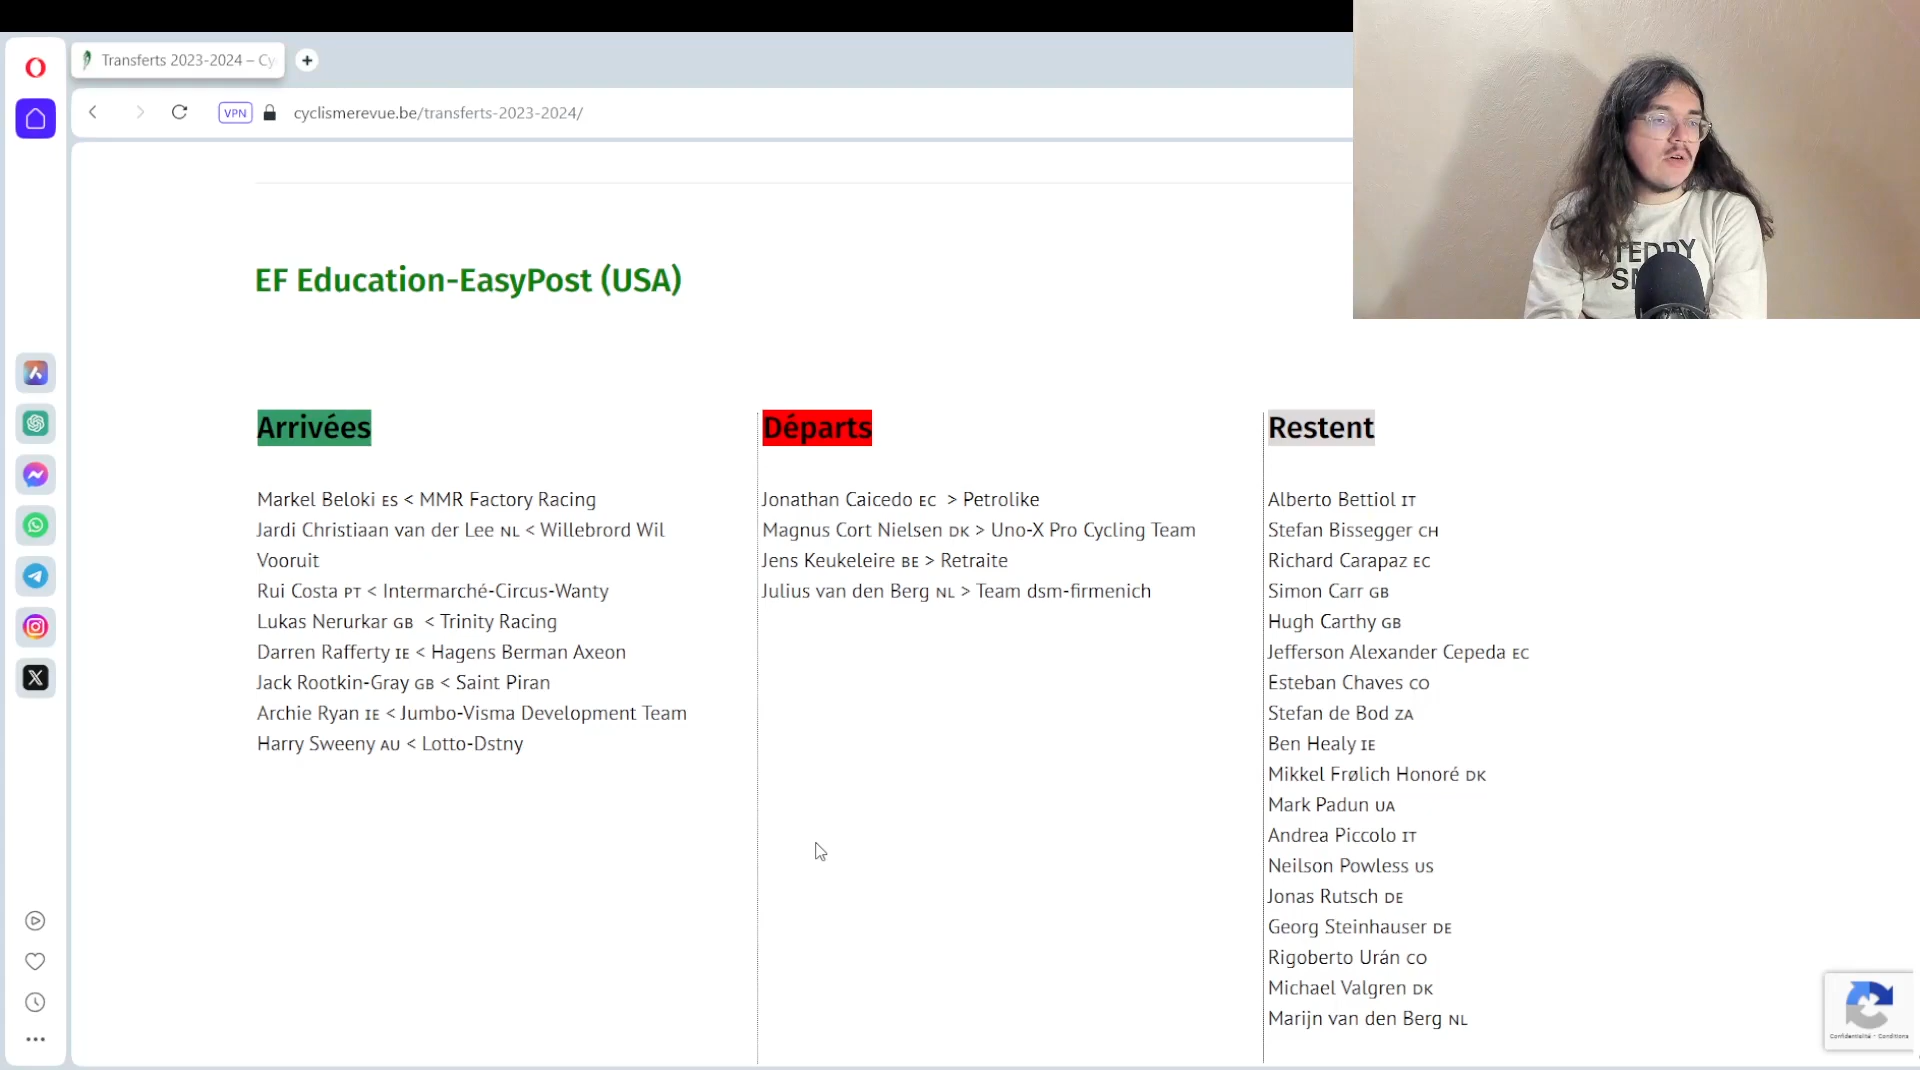 Transferts 2023-2024 – Cy
VPN
cyclismerevue.be/transferts-2023-2024/
TEDDY
EF Education-EasyPost (USA)
Arrivées
Markel Beloki ES < MMR Factory Racing
Jardi Christiaan van der Lee NL < Willebrord Wil
Vooruit
Rui Costa PT < Intermarché-Circus-Wanty
Lukas Nerurkar GB < Trinity Racing
Darren Rafferty IE < Hagens Berman Axeon
Jack Rootkin-Gray GB < Saint Piran
Archie Ryan IE < Jumbo-Visma Development Team
Harry Sweeny AU < Lotto-Dstny
Départs
Jonathan Caicedo EC > Petrolike
Magnus Cort Nielsen DK > Uno-X Pro Cycling Team
Jens Keukeleire BE > Retraite
Julius van den Berg NL > Team dsm-firmenich
Restent
Alberto Bettiol IT
Stefan Bissegger CH
Richard Carapaz EC
Simon Carr GB
Hugh Carthy GB
Jefferson Alexander Cepeda EC
Esteban Chaves CO
Stefan de Bod ZA
Ben Healy IE
Mikkel Frølich Honoré DK
Mark Padun UA
Andrea Piccolo IT
Neilson Powless US
Jonas Rutsch DE
Georg Steinhauser DE
Rigoberto Urán CO
Michael Valgren DK
Marijn van den Berg NL
Confidentialité - Conditions